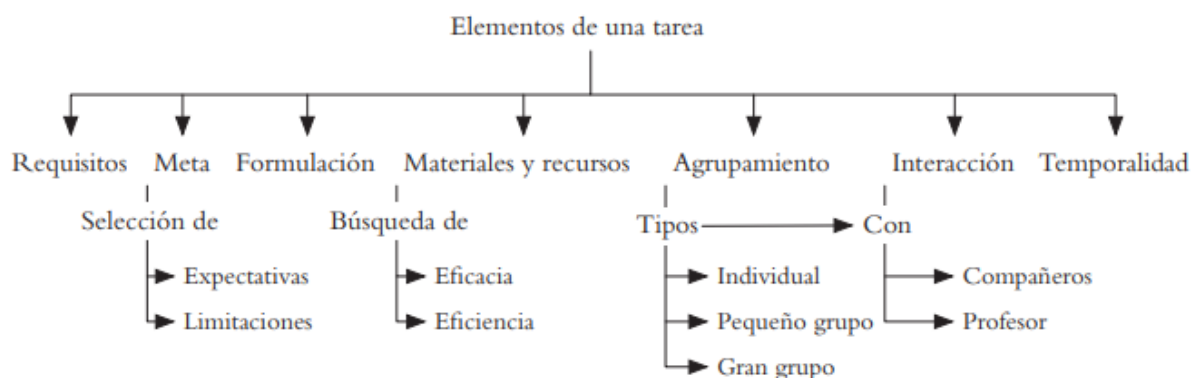 Elementos de una tarea
Requisitos Meta Formulación Materiales y recursos Agrupamiento Interacción Temporalidad
Selección de Búsqueda de Tipos Con
Expectativas Eficacia Individual Compañeros
Limitaciones Eficiencia Pequeño grupo Profesor
Gran grupo